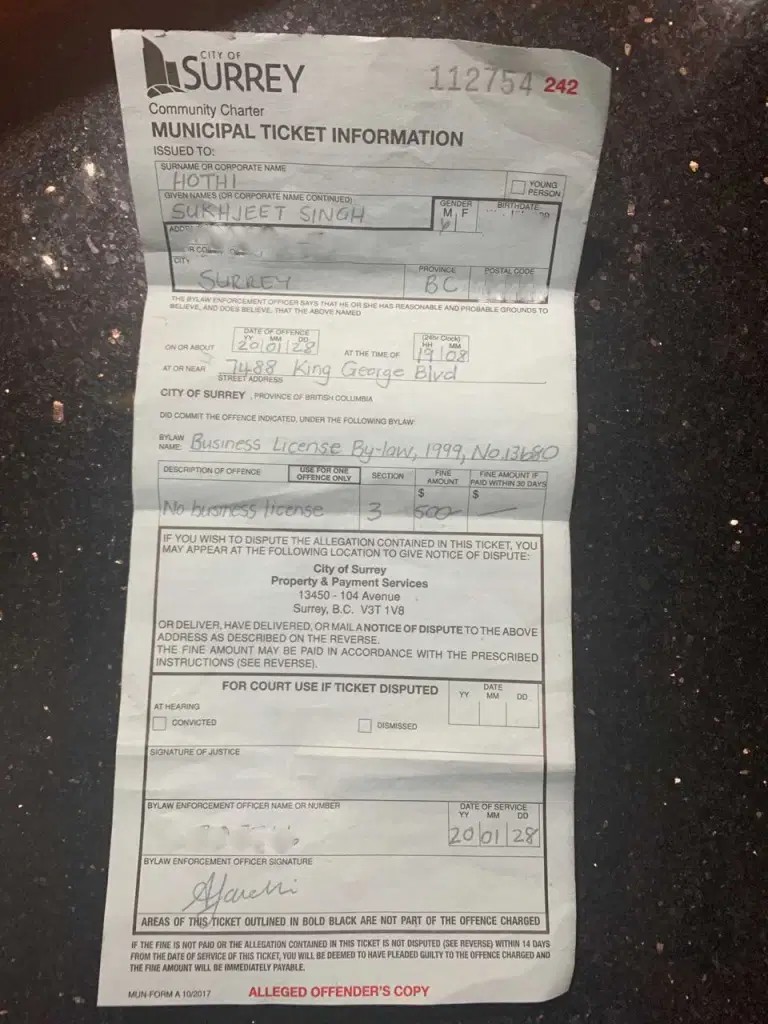 CITY OF
SURREY
112754 242
Community Charter
MUNICIPAL TICKET INFORMATION
ISSUED TO:
SURNAME OR CORPORATE NAME
HOTHI
YOUNG PERSON
GIVEN NAMES (OR CORPORATE NAME CONTINUED)
SUKHJEET SINGH
GENDER
M F
BIRTHDATE
CITY
SURREY
PROVINCE
BC
POSTAL CODE
THE BYLAW ENFORCEMENT OFFICER SAYS THAT HE OR SHE HAS REASONABLE AND PROBABLE GROUNDS TO
BELIEVE, AND DOES BELIEVE, THAT THE ABOVE NAMED
DATE OF OFFENCE
YY MM DD
(24hr Clock)
HH MM
ON OR ABOUT 20 01 28 AT THE TIME OF 19 08
AT OR NEAR 7488 King George Blvd
STREET ADDRESS
CITY OF SURREY, PROVINCE OF BRITISH COLUMBIA
DID COMMIT THE OFFENCE INDICATED, UNDER THE FOLLOWING BYLAW
BYLAW NAME: Business License By-law, 1999, No.13680
DESCRIPTION OF OFFENCE
USE FOR ONE OFFENCE ONLY
SECTION
FINE AMOUNT
FINE AMOUNT IF PAID WITHIN 30 DAYS
$ $
No business license 3 500 —
IF YOU WISH TO DISPUTE THE ALLEGATION CONTAINED IN THIS TICKET, YOU
MAY APPEAR AT THE FOLLOWING LOCATION TO GIVE NOTICE OF DISPUTE:
City of Surrey
Property & Payment Services
13450 - 104 Avenue
Surrey, B.C. V3T 1V8
OR DELIVER, HAVE DELIVERED, OR MAIL A NOTICE OF DISPUTE TO THE ABOVE
ADDRESS AS DESCRIBED ON THE REVERSE.
THE FINE AMOUNT MAY BE PAID IN ACCORDANCE WITH THE PRESCRIBED
INSTRUCTIONS (SEE REVERSE).
FOR COURT USE IF TICKET DISPUTED
DATE
YY MM DD
AT HEARING
CONVICTED DISMISSED
SIGNATURE OF JUSTICE
BYLAW ENFORCEMENT OFFICER NAME OR NUMBER
DATE OF SERVICE
YY MM DD
20 01 28
BYLAW ENFORCEMENT OFFICER SIGNATURE
AREAS OF THIS TICKET OUTLINED IN BOLD BLACK ARE NOT PART OF THE OFFENCE CHARGED
IF THE FINE IS NOT PAID OR THE ALLEGATION CONTAINED IN THIS TICKET IS NOT DISPUTED (SEE REVERSE) WITHIN 14 DAYS
FROM THE DATE OF SERVICE OF THIS TICKET, YOU WILL BE DEEMED TO HAVE PLEADED GUILTY TO THE OFFENCE CHARGED AND
THE FINE AMOUNT WILL BE IMMEDIATELY PAYABLE.
MUN-FORM A 10/2017
ALLEGED OFFENDER'S COPY